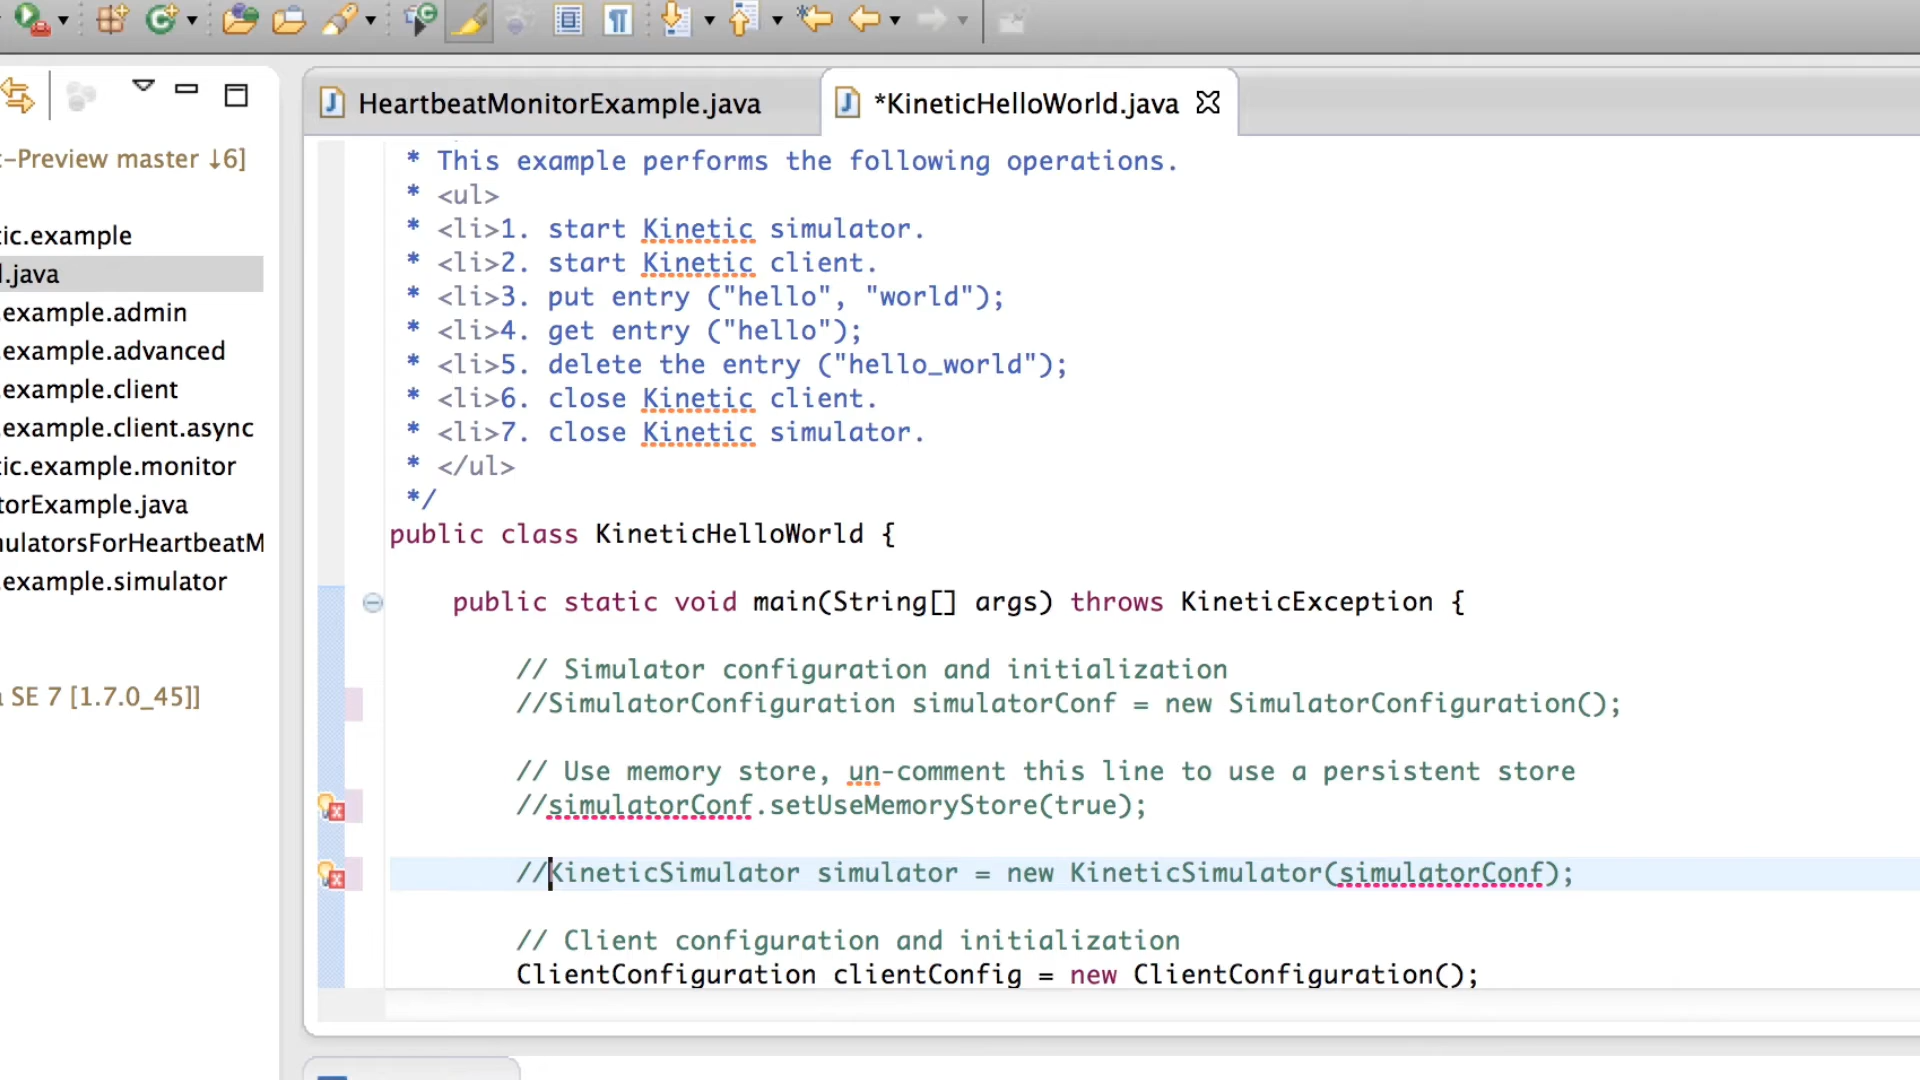 HeartbeatMonitorExample.java
*KineticHelloWorld.java
-Preview master ↓6]
ic.example
.java
.example.admin
.example.advanced
.example.client
.example.client.async
ic.example.monitor
torExample.java
nulatorsForHeartbeatM
.example.simulator
SE 7 [1.7.0_45]]
* This example performs the following operations.
* <ul>
* <li>1. start Kinetic simulator.
* <li>2. start Kinetic client.
* <li>3. put entry ("hello", "world");
* <li>4. get entry ("hello");
* <li>5. delete the entry ("hello_world");
* <li>6. close Kinetic client.
* <li>7. close Kinetic simulator.
* </ul>
*/
public class KineticHelloWorld {
public static void main(String[] args) throws KineticException {
// Simulator configuration and initialization
//SimulatorConfiguration simulatorConf = new SimulatorConfiguration();
// Use memory store, un-comment this line to use a persistent store
//simulatorConf.setUseMemoryStore(true);
//KineticSimulator simulator = new KineticSimulator(simulatorConf);
// Client configuration and initialization
ClientConfiguration clientConfig = new ClientConfiguration();